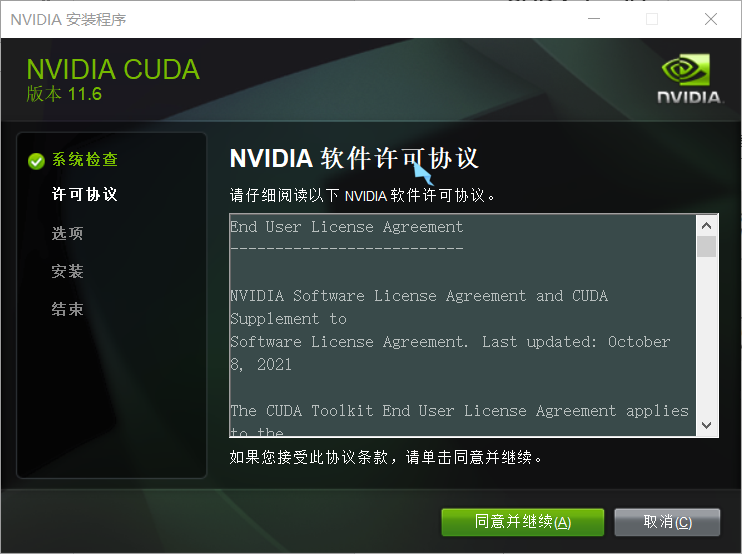 NVIDIA 安装程序
NVIDIA CUDA
版本 11.6
NVIDIA.
系统检查
许可协议
选项
安装
结束
NVIDIA 软件许可协议
请仔细阅读以下 NVIDIA 软件许可协议。
End User License Agreement
--------------------------
NVIDIA Software License Agreement and CUDA
Supplement to
Software License Agreement. Last updated: October
8, 2021
The CUDA Toolkit End User License Agreement applies
to the
如果您接受此协议条款，请单击同意并继续。
同意并继续(A)
取消(C)